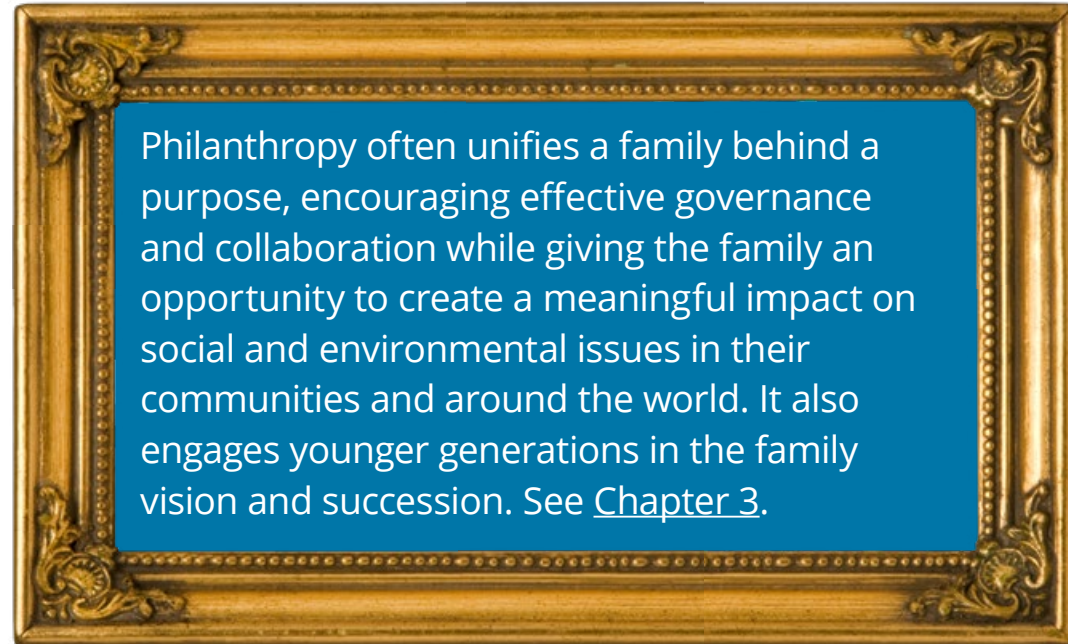 Philanthropy often unifies a family behind a
purpose, encouraging effective governance
and collaboration while giving the family an
opportunity to create a meaningful impact on
social and environmental issues in their
communities and around the world. It also
engages younger generations in the family
vision and succession. See Chapter 3.